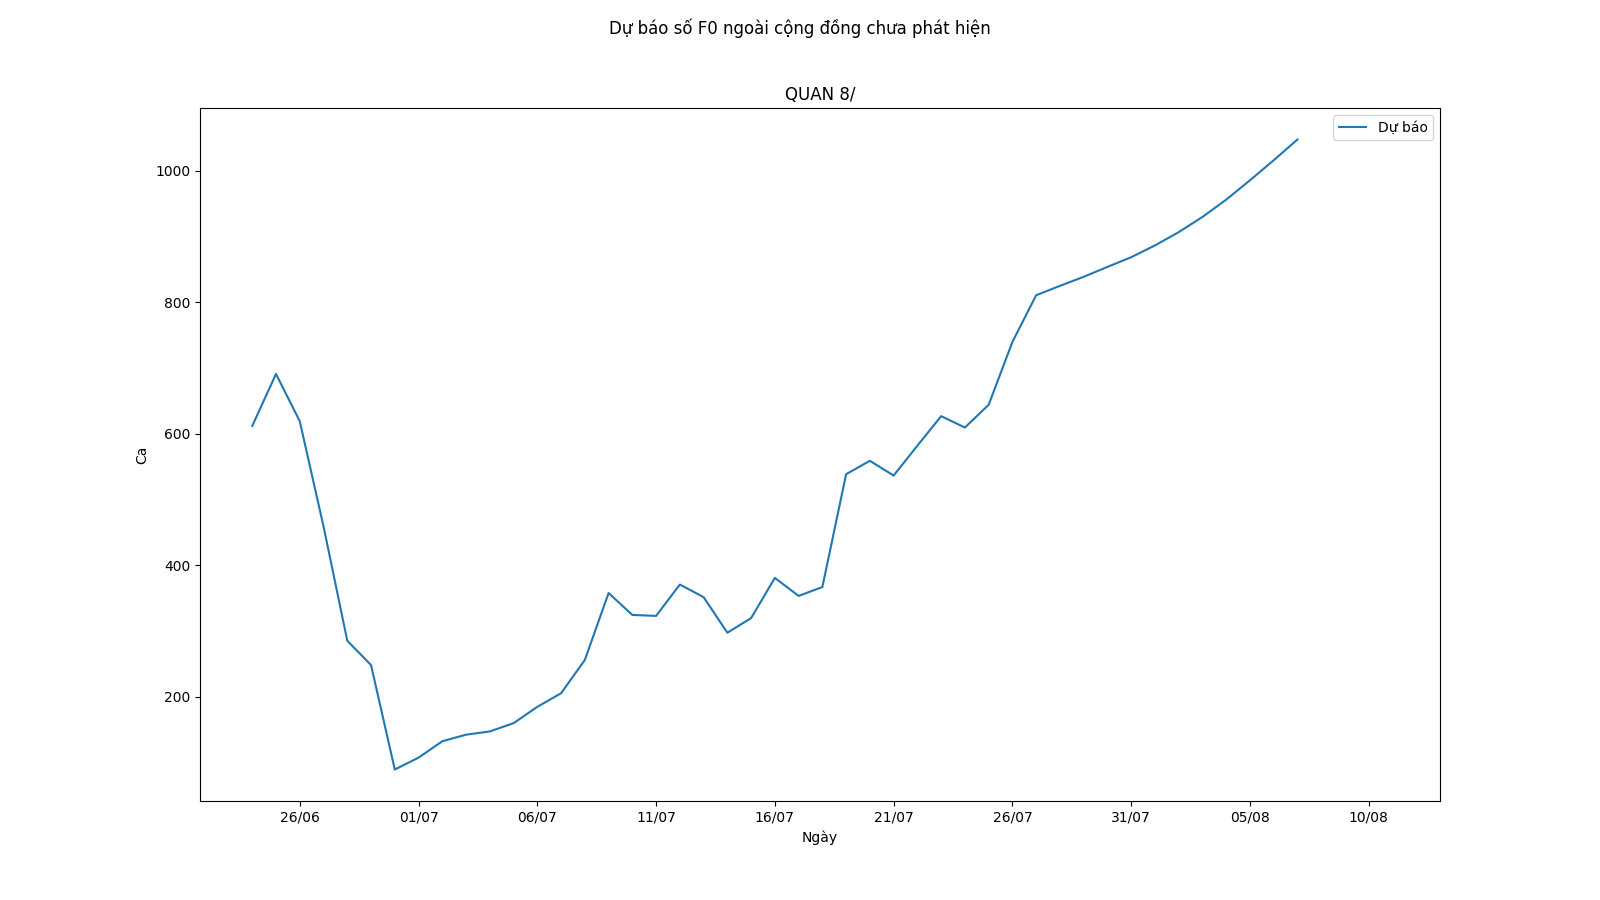 Dự báo số F0 ngoài cộng đồng chưa phát hiện
QUAN 8/
Dự báo
1000
800
600
400
200
Ca
26/06 01/07 06/07 11/07 16/07 21/07 26/07 31/07 05/08 10/08
Ngày